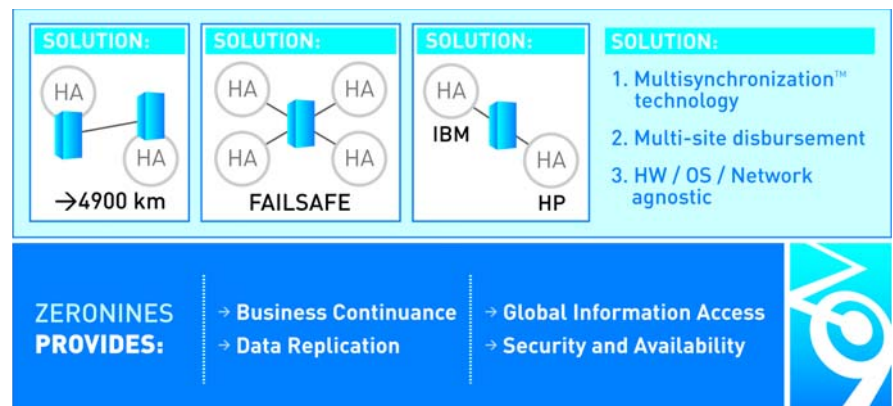 SOLUTION:
HA
HA
→4900 km
SOLUTION:
HA HA
HA HA
FAILSAFE
SOLUTION:
HA
IBM
HA
HP
SOLUTION:
1. Multisynchronization™
technology
2. Multi-site disbursement
3. HW / OS / Network
agnostic
ZERONINES
PROVIDES:
→ Business Continuance
→ Data Replication
→ Global Information Access
→ Security and Availability
Z9